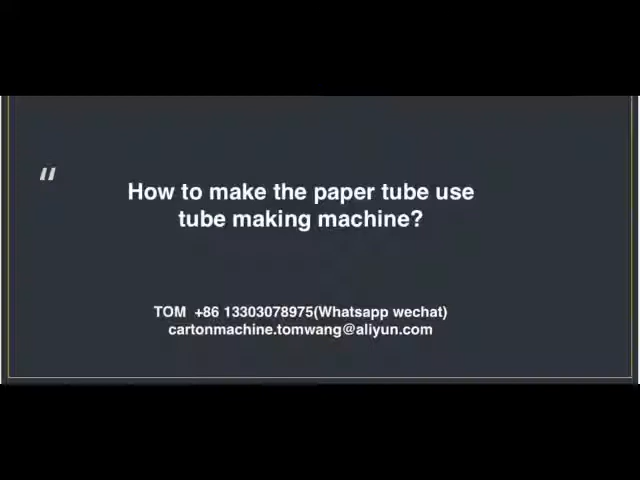 “
How to make the paper tube use
tube making machine?
TOM +86 13303078975(Whatsapp wechat)
cartonmachine.tomwang@aliyun.com